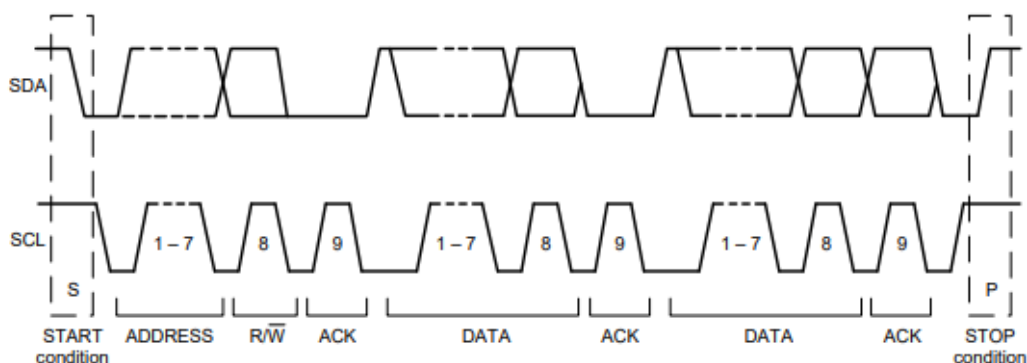 SDA
SCL
1 – 7 8 9 1 – 7 8 9 1 – 7 8 9
S P
START ADDRESS R/W̅ ACK DATA ACK DATA ACK STOP
condition condition